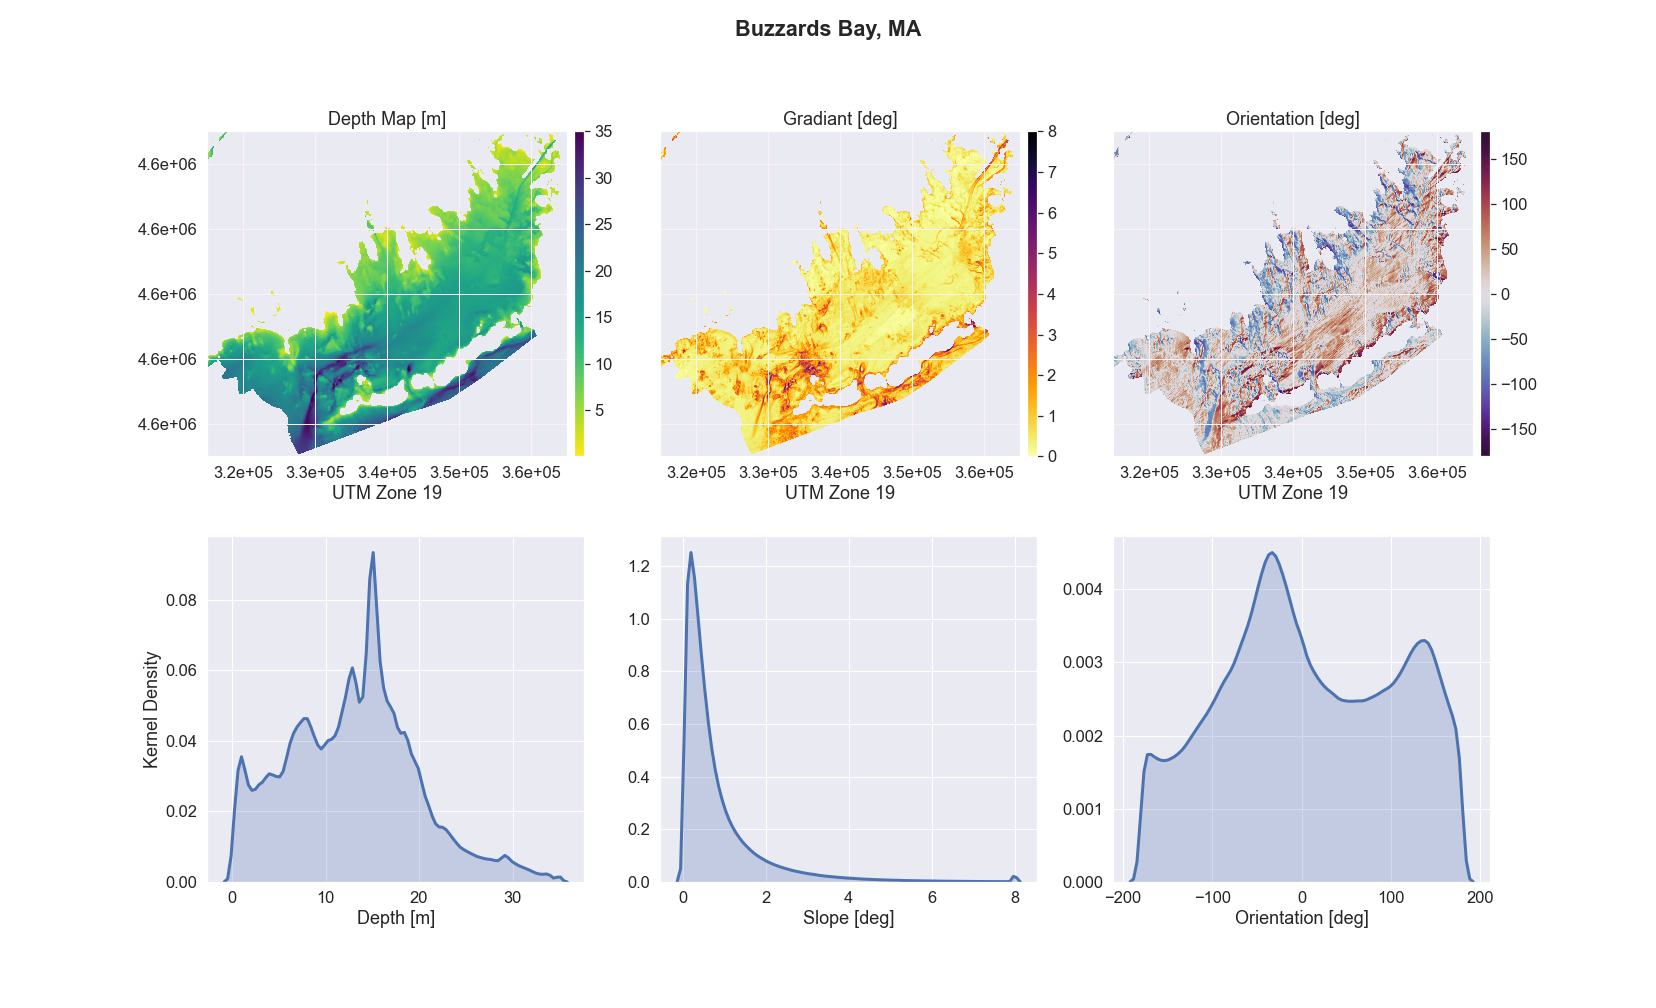 Buzzards Bay, MA
Depth Map [m]
4.6e+06
4.6e+06
4.6e+06
4.6e+06
4.6e+06
3.2e+05 3.3e+05 3.4e+05 3.5e+05 3.6e+05
UTM Zone 19
35
30
25
20
15
10
5
Gradiant [deg]
3.2e+05 3.3e+05 3.4e+05 3.5e+05 3.6e+05
UTM Zone 19
8
7
6
5
4
3
2
1
0
Orientation [deg]
3.2e+05 3.3e+05 3.4e+05 3.5e+05 3.6e+05
UTM Zone 19
150
100
50
0
−50
−100
−150
Kernel Density
0.08
0.06
0.04
0.02
0.00
0 10 20 30
Depth [m]
1.2
1.0
0.8
0.6
0.4
0.2
0.0
0 2 4 6 8
Slope [deg]
0.004
0.003
0.002
0.001
0.000
−200 −100 0 100 200
Orientation [deg]